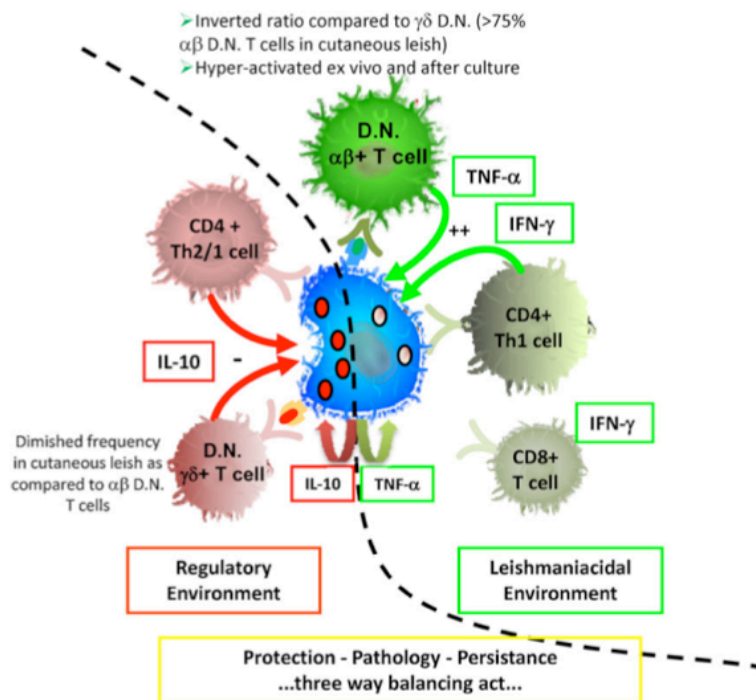 ➢Inverted ratio compared to γδ D.N. (>75%
αβ D.N. T cells in cutaneous leish)
➢Hyper-activated ex vivo and after culture
D.N.
αβ+ T cell
TNF-α
IFN-γ
++
CD4 +
Th2/1 cell
CD4+
Th1 cell
IL-10
-
IFN-γ
Dimished frequency
in cutaneous leish as
compared to αβ D.N.
T cells
D.N.
γδ+ T cell
CD8+
T cell
IL-10
TNF-α
Regulatory
Environment
Leishmaniacidal
Environment
Protection - Pathology - Persistance
...three way balancing act...